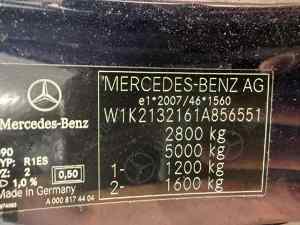 MERCEDES-BENZ AG
e1*2007/46*1560
W1K2132161A856551
2800 kg
5000 kg
1- 1200 kg
2- 1600 kg
Mercedes-Benz
90
YP: R1ES
Z: 2 0,50
D 1,0 %
Made in Germany
A 000 817 44 04